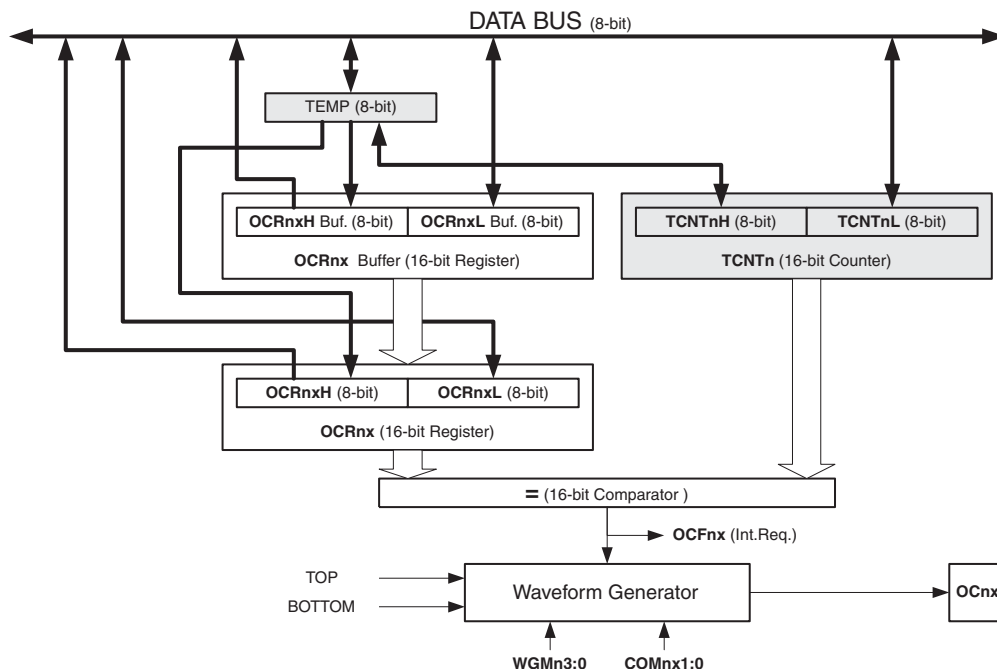 DATA BUS (8-bit)
TEMP (8-bit)
OCRnxH Buf. (8-bit) OCRnxL Buf. (8-bit)
OCRnx Buffer (16-bit Register)
TCNTnH (8-bit) TCNTnL (8-bit)
TCNTn (16-bit Counter)
OCRnxH (8-bit) OCRnxL (8-bit)
OCRnx (16-bit Register)
= (16-bit Comparator )
OCFnx (Int.Req.)
TOP
BOTTOM
Waveform Generator
OCnx
WGMn3:0 COMnx1:0